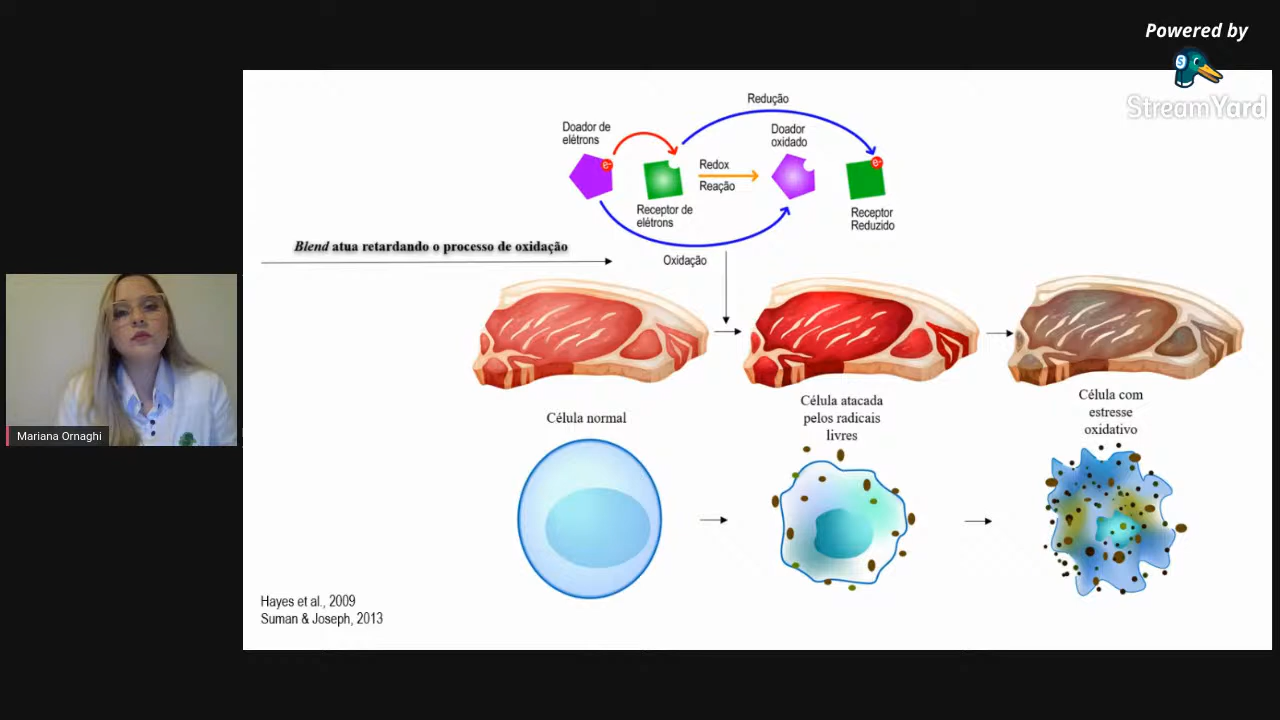 Powered by
StreamYard
Redução
Doador de
elétrons
Doador
oxidado
e-
e-
Redox
Reação
Receptor de
elétrons
Receptor
Reduzido
Blend atua retardando o processo de oxidação
Oxidação
Célula normal
Célula atacada
pelos radicais
livres
Célula com
estresse
oxidativo
Mariana Ornaghi
Hayes et al., 2009
Suman & Joseph, 2013